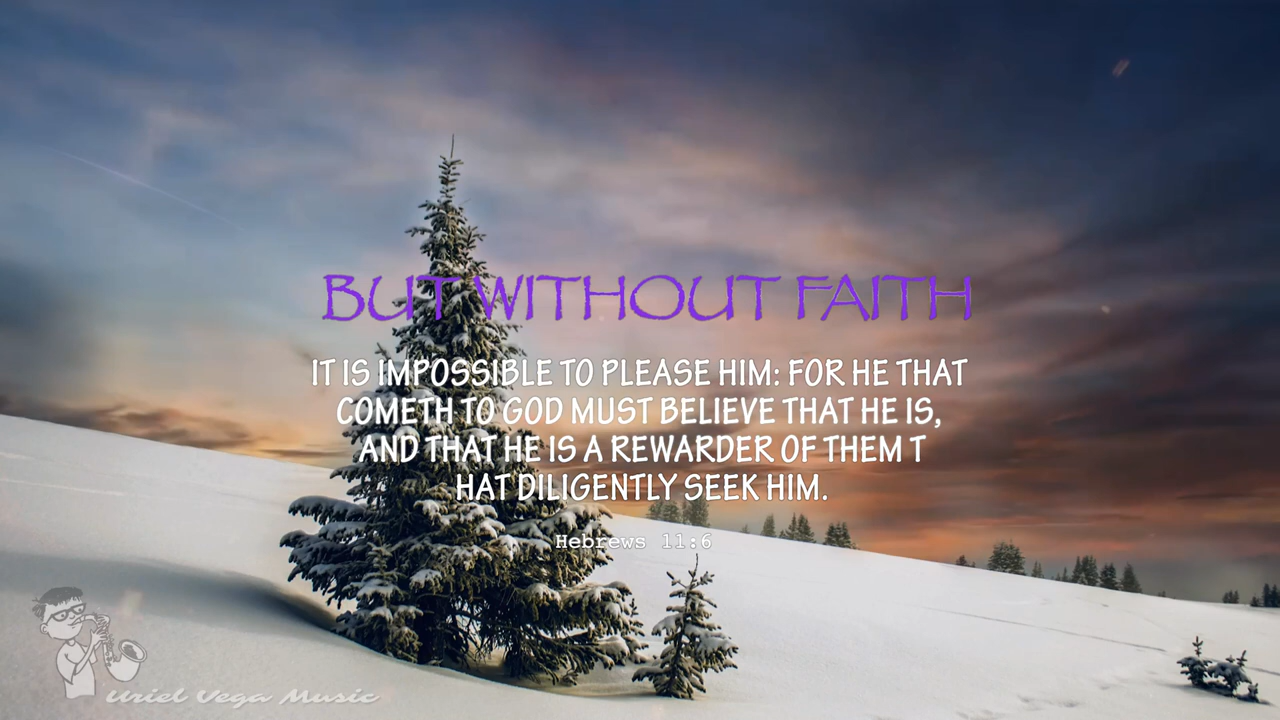 BUT WITHOUT FAITH
IT IS IMPOSSIBLE TO PLEASE HIM: FOR HE THAT
COMETH TO GOD MUST BELIEVE THAT HE IS,
AND THAT HE IS A REWARDER OF THEM T
HAT DILIGENTLY SEEK HIM.
Hebrews 11:6
Uriel Vega Music